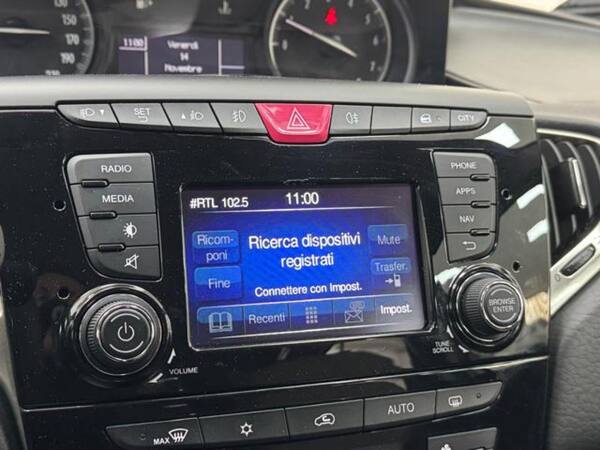 130
150
170
190
1100
Venerdì
14
Novembre
SET
CITY
RADIO
MEDIA
PHONE
APPS
NAV
#RTL 102.5
11:00
Ricom-
poni
Ricerca dispositivi
registrati
Mute
Fine
Connettere con Impost.
Trasfer.
Recenti
Impost.
BROWSE
ENTER
VOLUME
TUNE-
SCROLL
MAX
AUTO